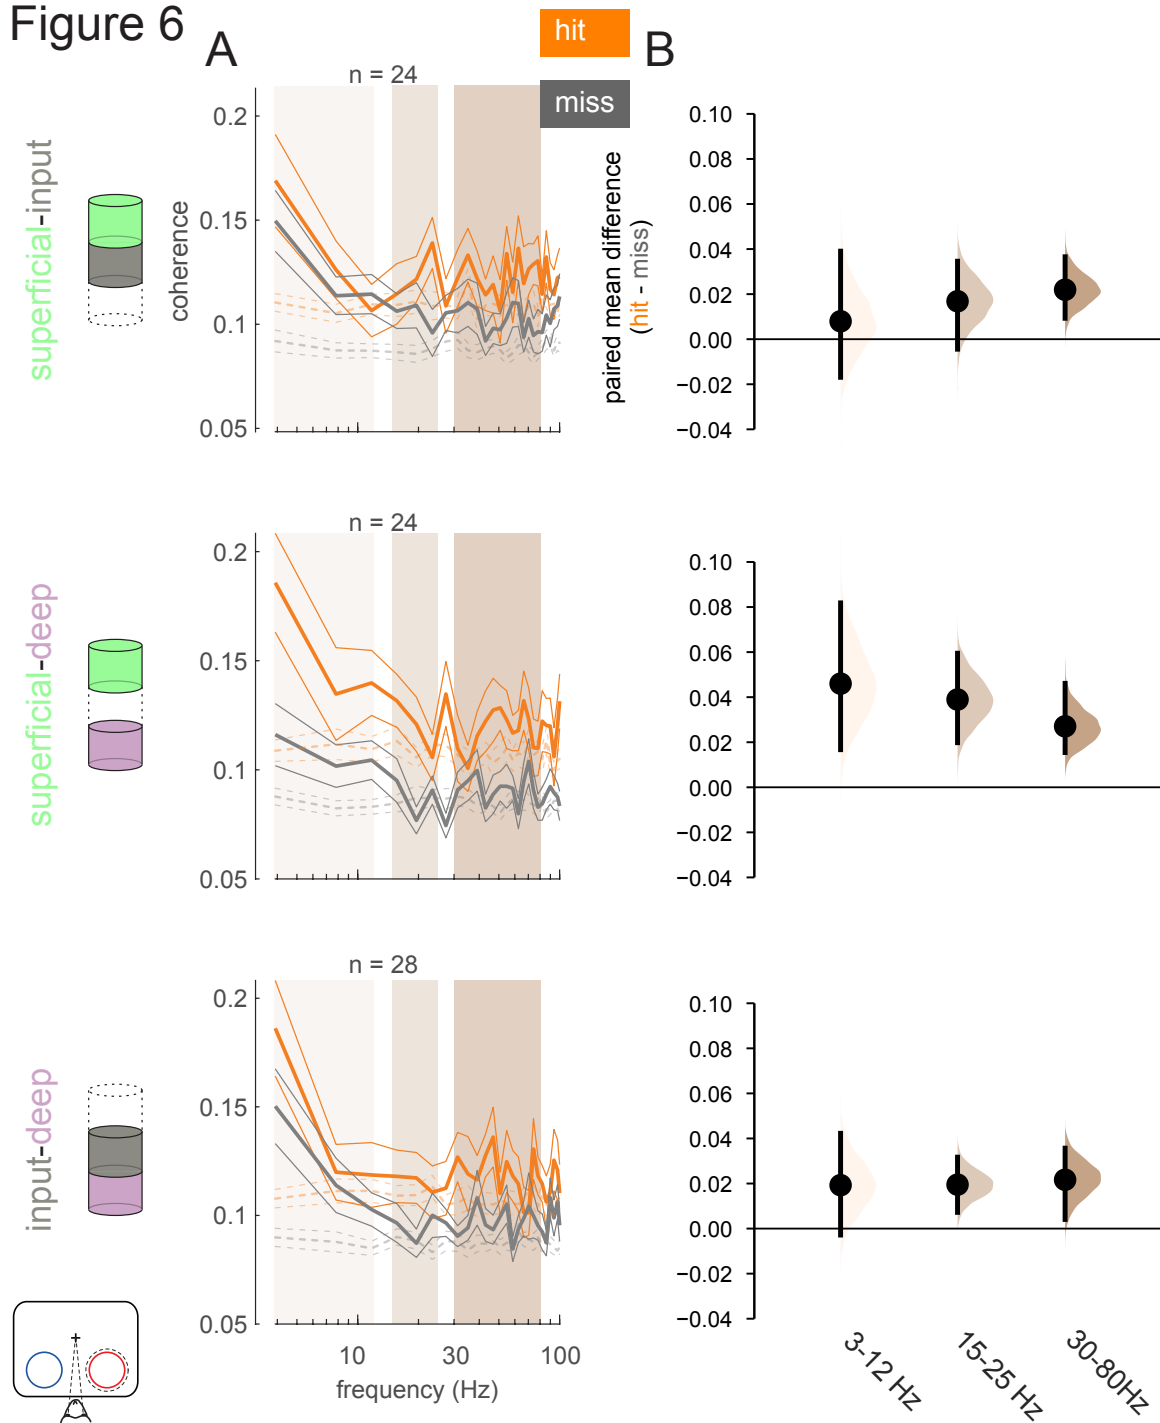 Figure 6
A
hit
B
n = 24
miss
superficial-input
coherence
0.2
0.15
0.1
0.05
paired mean difference
(hit - miss)
0.10
0.08
0.06
0.04
0.02
0.00
−0.02
−0.04
n = 24
superficial-deep
0.2
0.15
0.1
0.05
0.10
0.08
0.06
0.04
0.02
0.00
−0.02
−0.04
n = 28
input-deep
0.2
0.15
0.1
0.05
10
30
100
frequency (Hz)
0.10
0.08
0.06
0.04
0.02
0.00
−0.02
−0.04
3-12 Hz
15-25 Hz
30-80Hz